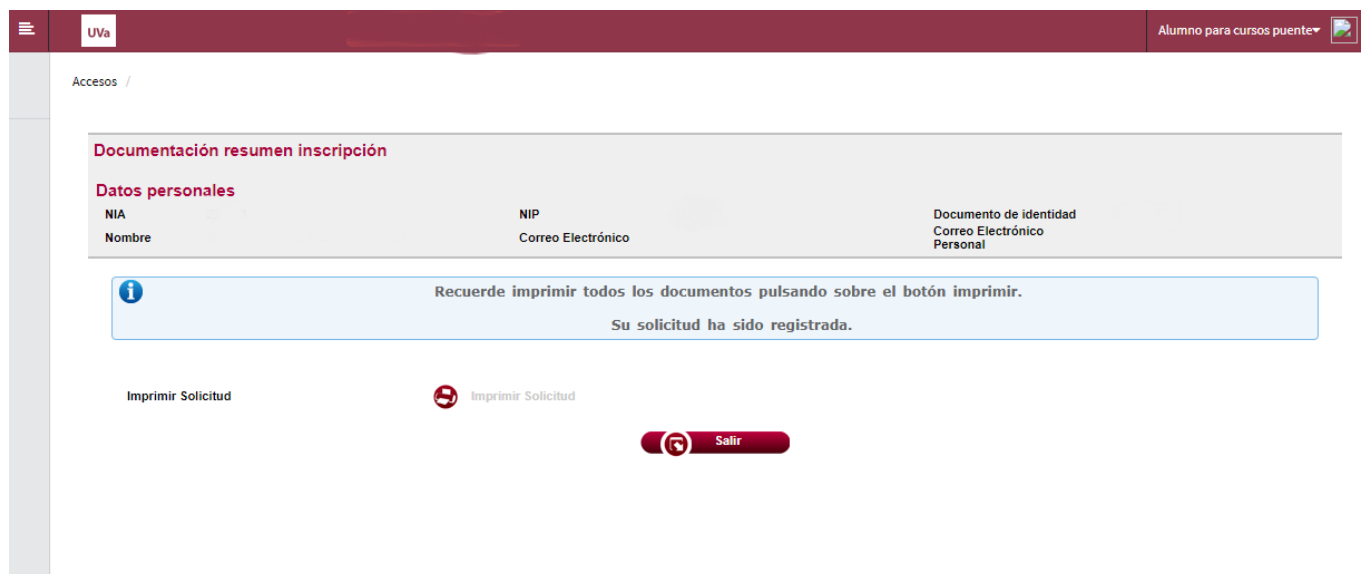 UVa
Alumno para cursos puente
Accesos /
Documentación resumen inscripción
Datos personales
NIA NIP Documento de identidad
Nombre Correo Electrónico Correo Electrónico Personal
Recuerde imprimir todos los documentos pulsando sobre el botón imprimir.
Su solicitud ha sido registrada.
Imprimir Solicitud Imprimir Solicitud
Salir